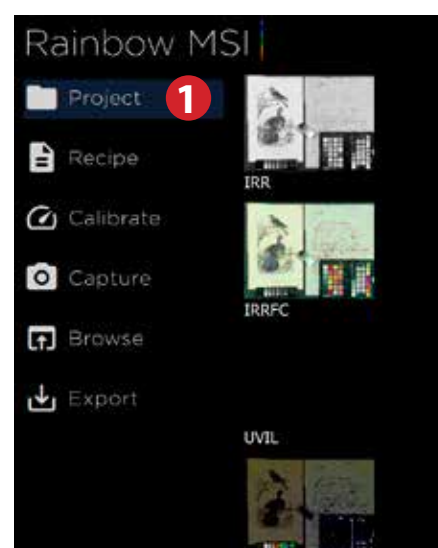 Rainbow MSI
Project 1
Recipe
Calibrate
Capture
Browse
Export
IRR
IRRFC
UVIL